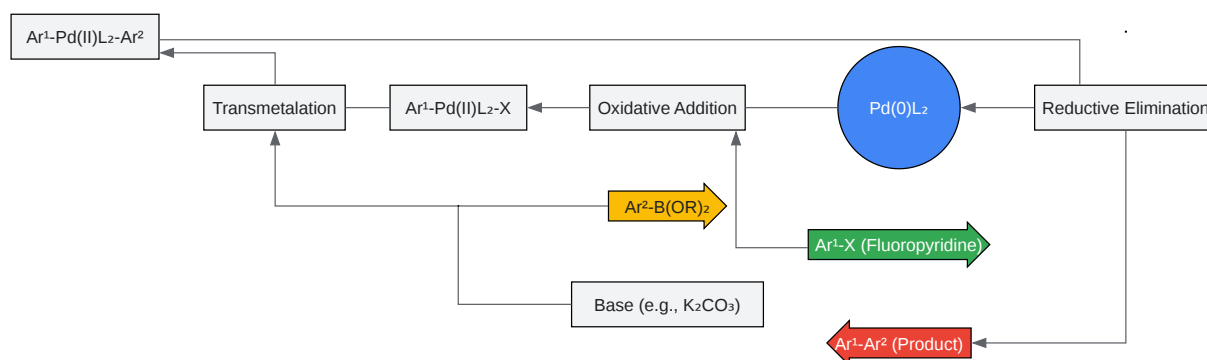 Ar¹-Pd(II)L₂-Ar²
Transmetalation
Ar¹-Pd(II)L₂-X
Oxidative Addition
Pd(0)L₂
Reductive Elimination
Ar²-B(OR)₂
Ar¹-X (Fluoropyridine)
Base (e.g., K₂CO₃)
Ar¹-Ar² (Product)